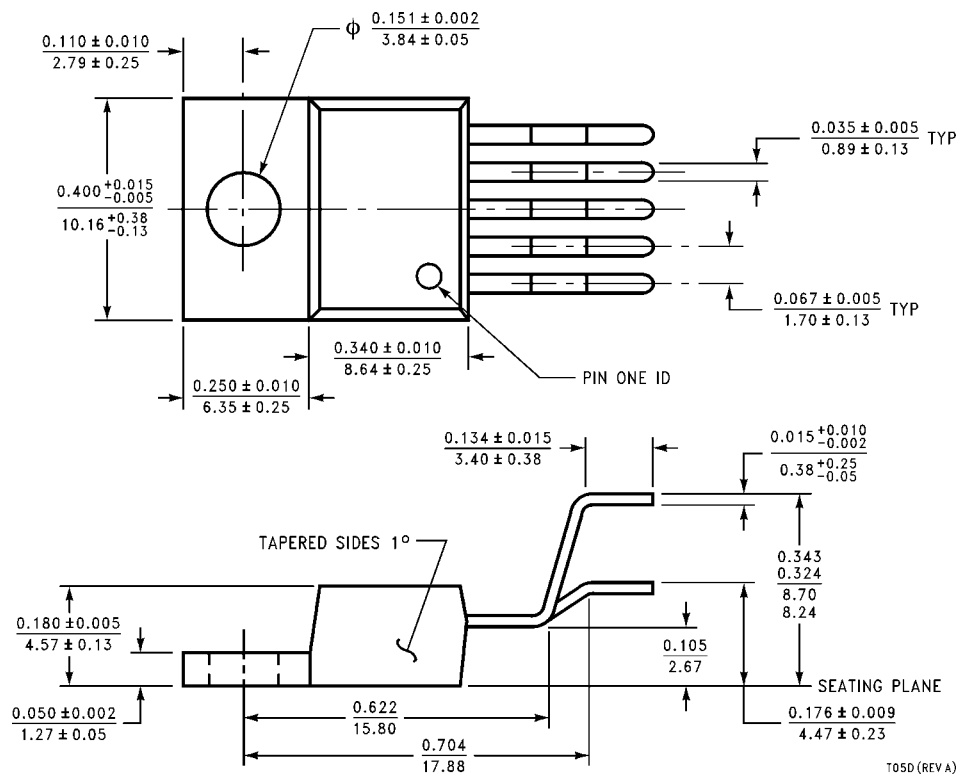 ϕ 0.151 ± 0.002
3.84 ± 0.05
0.110 ± 0.010
2.79 ± 0.25
0.035 ± 0.005 TYP
0.89 ± 0.13
0.400 +0.015 -0.005
10.16 +0.38 -0.13
0.067 ± 0.005 TYP
1.70 ± 0.13
0.340 ± 0.010
8.64 ± 0.25
PIN ONE ID
0.250 ± 0.010
6.35 ± 0.25
0.134 ± 0.015
3.40 ± 0.38
0.015 +0.010 -0.002
0.38 +0.25 -0.05
TAPERED SIDES 1°
0.343
0.324
8.70
8.24
0.180 ± 0.005
4.57 ± 0.13
0.105
2.67
SEATING PLANE
0.050 ± 0.002
1.27 ± 0.05
0.622
15.80
0.176 ± 0.009
4.47 ± 0.23
0.704
17.88
T05D (REV A)